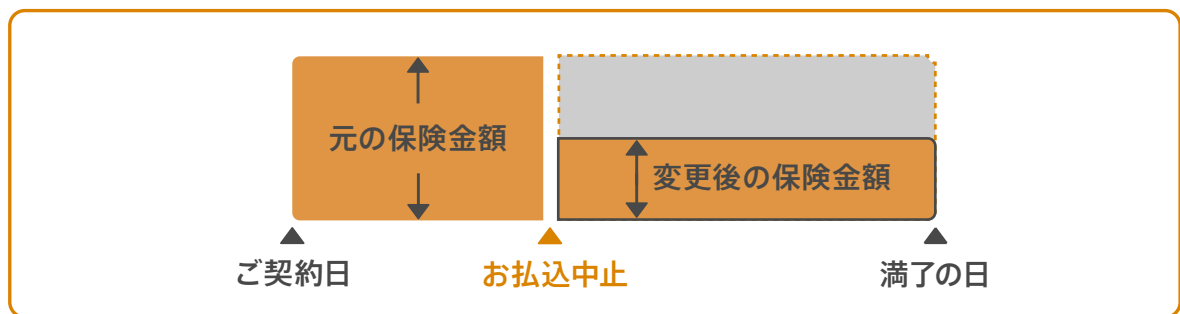 元の保険金額
変更後の保険金額
ご契約日
お払込中止
満了の日